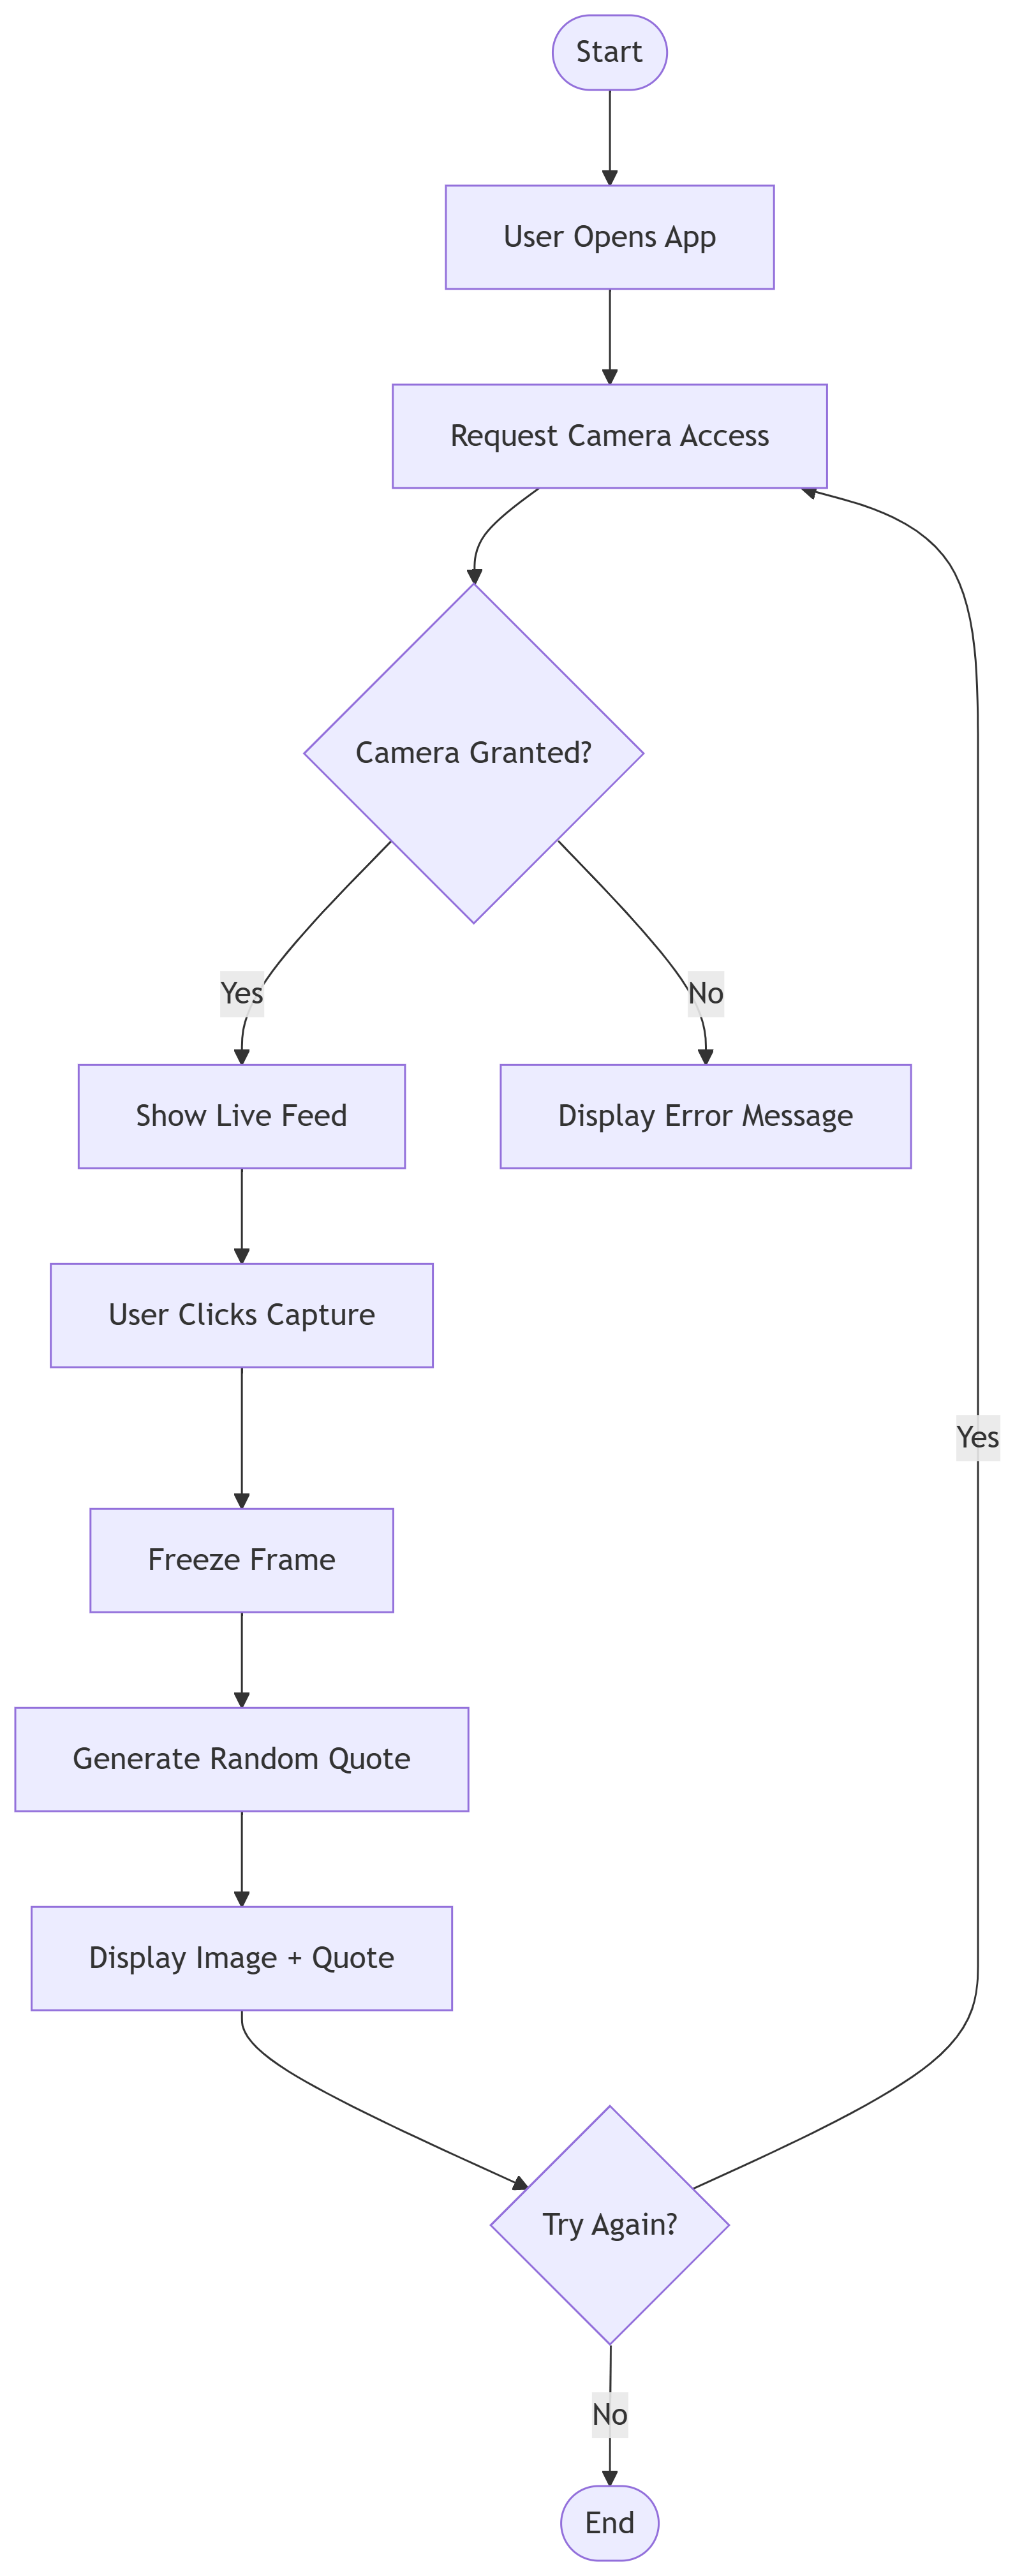 Start
User Opens App
Request Camera Access
Camera Granted?
Yes
No
Show Live Feed
Display Error Message
User Clicks Capture
Yes
Freeze Frame
Generate Random Quote
Display Image + Quote
Try Again?
No
End